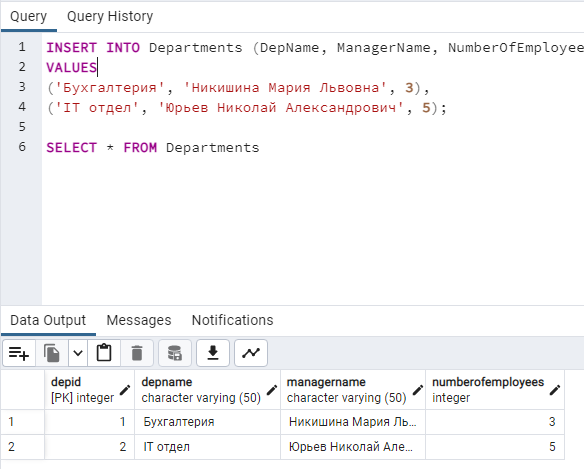 Query Query History
1 INSERT INTO Departments (DepName, ManagerName, NumberOfEmployee
2 VALUES
3 ('Бухгалтерия', 'Никишина Мария Львовна', 3),
4 ('IT отдел', 'Юрьев Николай Александрович', 5);
5
6 SELECT * FROM Departments
Data Output Messages Notifications
depid depname managername numberofemployees
[PK] integer character varying (50) character varying (50) integer
1 1 Бухгалтерия Никишина Мария Ль... 3
2 2 IT отдел Юрьев Николай Але... 5